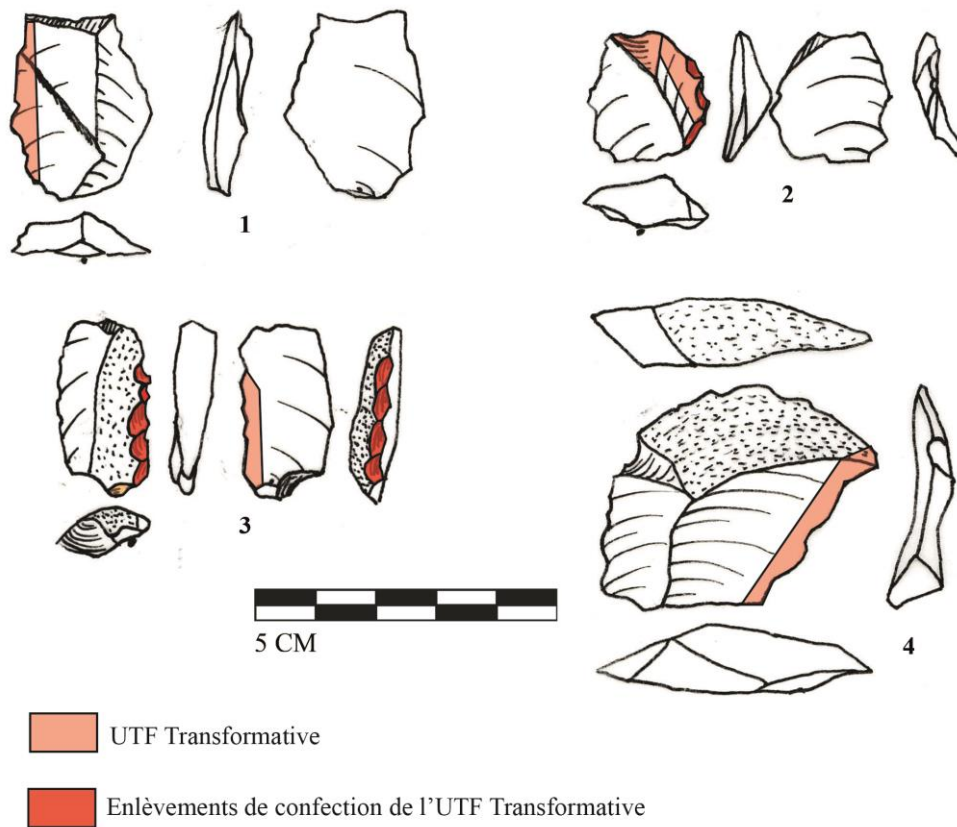 1
2
3
4
5 CM
UTF Transformative
Enlèvements de confection de l’UTF Transformative